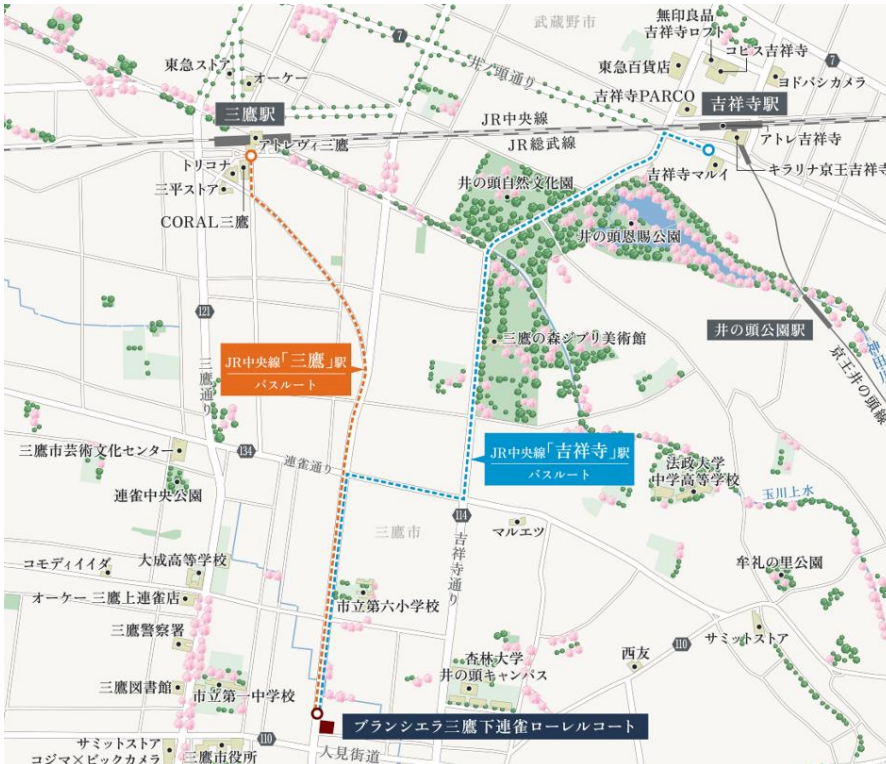 武蔵野市
無印良品
吉祥寺ロフト
コピス吉祥寺
7
7
井ノ頭通り
東急ストア
オーケー
東急百貨店
ヨドバシカメラ
吉祥寺PARCO
三鷹駅
吉祥寺駅
JR中央線
アトレヴィ三鷹
JR総武線
アトレ吉祥寺
トリコナ
吉祥寺マルイ
キラリナ京王吉祥寺
三平ストア
井の頭自然文化園
CORAL三鷹
井の頭恩賜公園
121
三鷹の森ジブリ美術館
井の頭公園駅
神田川
三鷹通り
JR中央線「三鷹」駅
バスルート
京王井の頭線
三鷹市芸術文化センター
134
連雀通り
JR中央線「吉祥寺」駅
バスルート
法政大学
中学高等学校
連雀中央公園
玉川上水
114
三鷹市
マルエツ
吉祥寺通り
コモディイイダ
大成高等学校
牟礼の里公園
オーケー 三鷹上連雀店
市立第六小学校
三鷹警察署
サミットストア
110
西友
杏林大学
井の頭キャンパス
三鷹図書館
市立第一中学校
ブランシエラ三鷹下連雀ローレルコート
サミットストア
コジマ×ビックカメラ
三鷹市役所
110
人見街道